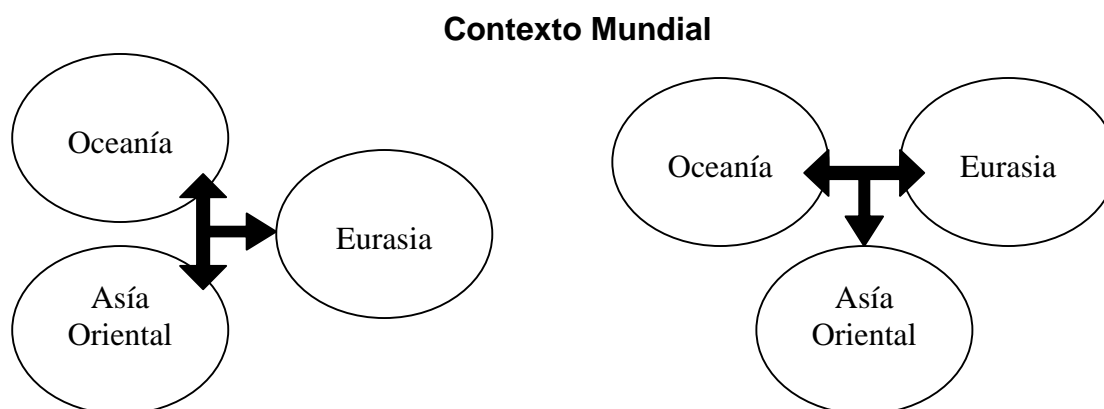 Contexto Mundial
Oceanía
Eurasia
Asía
Oriental
Oceanía
Eurasia
Asía
Oriental